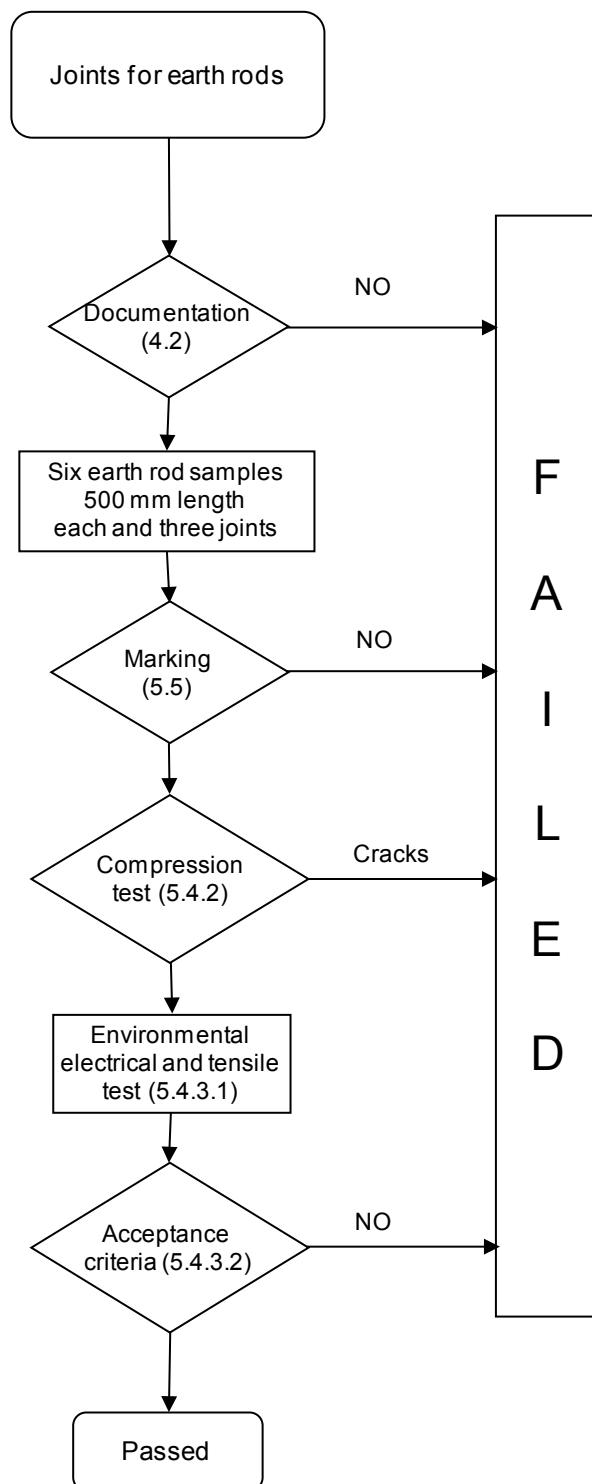 Joints for earth rods
Documentation
(4.2)
NO
Six earth rod samples
500 mm length
each and three joints
Marking
(5.5)
NO
Compression
test (5.4.2)
Cracks
Environmental
electrical and tensile
test (5.4.3.1)
Acceptance
criteria (5.4.3.2)
NO
Passed
F
A
I
L
E
D